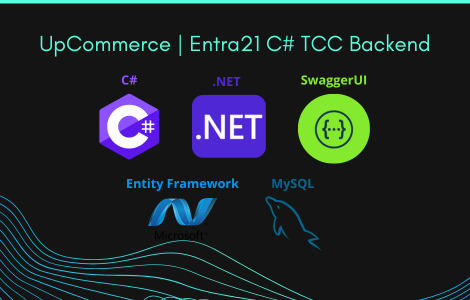 UpCommerce | Entra21 C# TCC Backend
C# .NET SwaggerUI
C# .NET {···}
Entity Framework MySQL
Microsoft